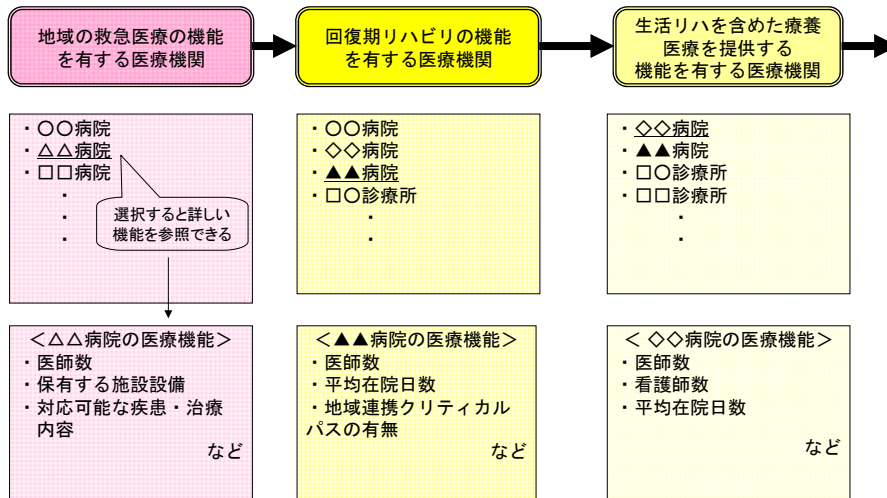 地域の救急医療の機能
を有する医療機関
回復期リハビリの機能
を有する医療機関
生活リハを含めた療養
医療を提供する
機能を有する医療機関
・〇〇病院
・△△病院
・□□病院
・
・
・
選択すると詳しい
機能を参照できる
・〇〇病院
・◇◇病院
・▲▲病院
・□〇診療所
・
・
・◇◇病院
・▲▲病院
・□〇診療所
・□□診療所
・
・
＜△△病院の医療機能＞
・医師数
・保有する施設設備
・対応可能な疾患・治療
内容
など
＜▲▲病院の医療機能＞
・医師数
・平均在院日数
・地域連携クリティカル
パスの有無
など
＜ ◇◇病院の医療機能＞
・医師数
・看護師数
・平均在院日数
など